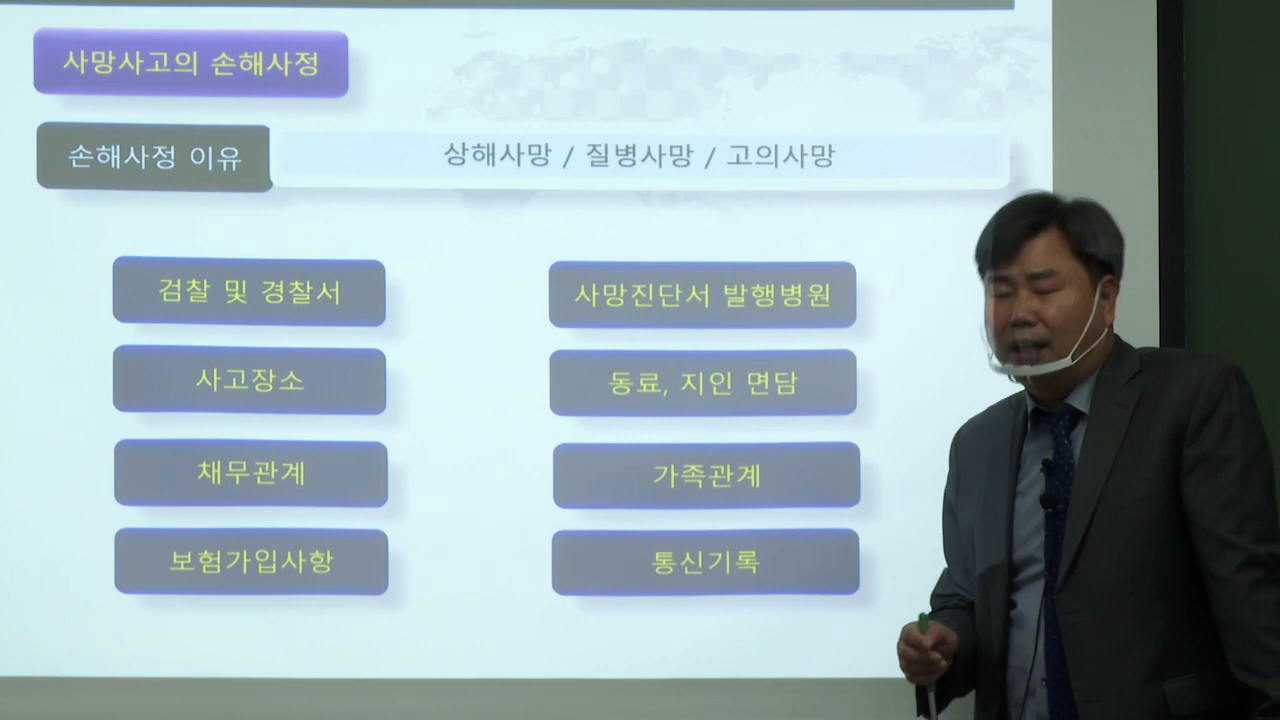 사망사고의 손해사정
손해사정 이유
상해사망 / 질병사망 / 고의사망
검찰 및 경찰서
사망진단서 발행병원
사고장소
동료, 지인 면담
채무관계
가족관계
보험가입사항
통신기록